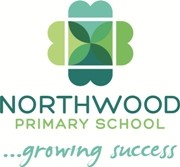 NORTHWOOD
PRIMARY SCHOOL
...growing success